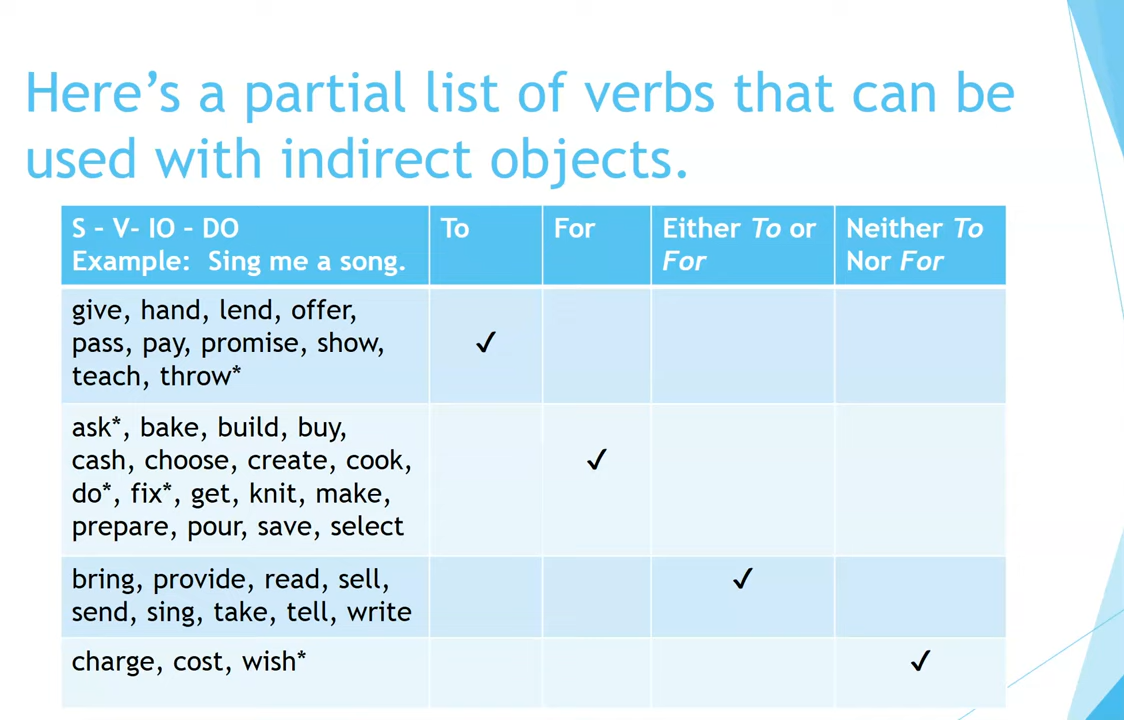 Here's a partial list of verbs that can be
used with indirect objects.
S – V- IO – DO
Example:  Sing me a song.
To
For
Either To or
For
Neither To
Nor For
give, hand, lend, offer,
pass, pay, promise, show,
teach, throw*
✓
ask*, bake, build, buy,
cash, choose, create, cook,
do*, fix*, get, knit, make,
prepare, pour, save, select
✓
bring, provide, read, sell,
send, sing, take, tell, write
✓
charge, cost, wish*
✓